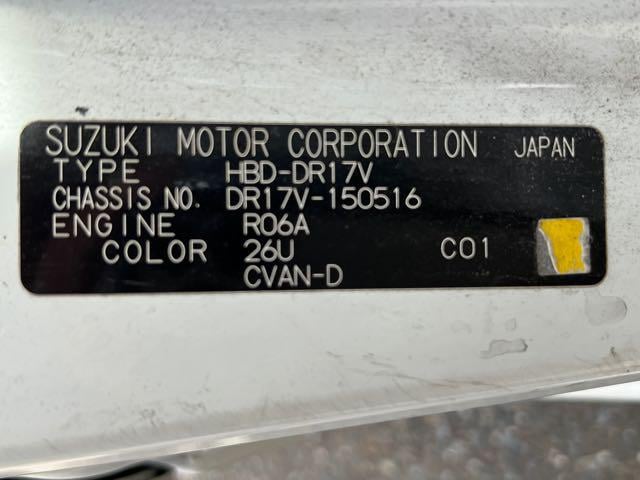 SUZUKI MOTOR CORPORATION JAPAN
TYPE HBD-DR17V
CHASSIS NO. DR17V-150516
ENGINE R06A
COLOR 26U C01
CVAN-D